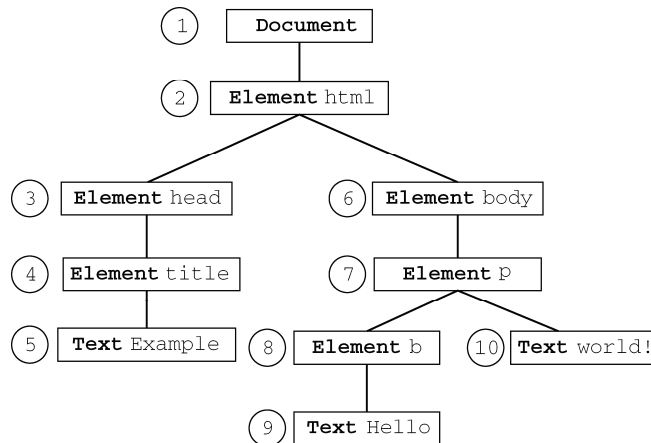 1 Document
2 Element html
3 Element head
6 Element body
4 Element title
7 Element p
5 Text Example
8 Element b
10 Text world!
9 Text Hello